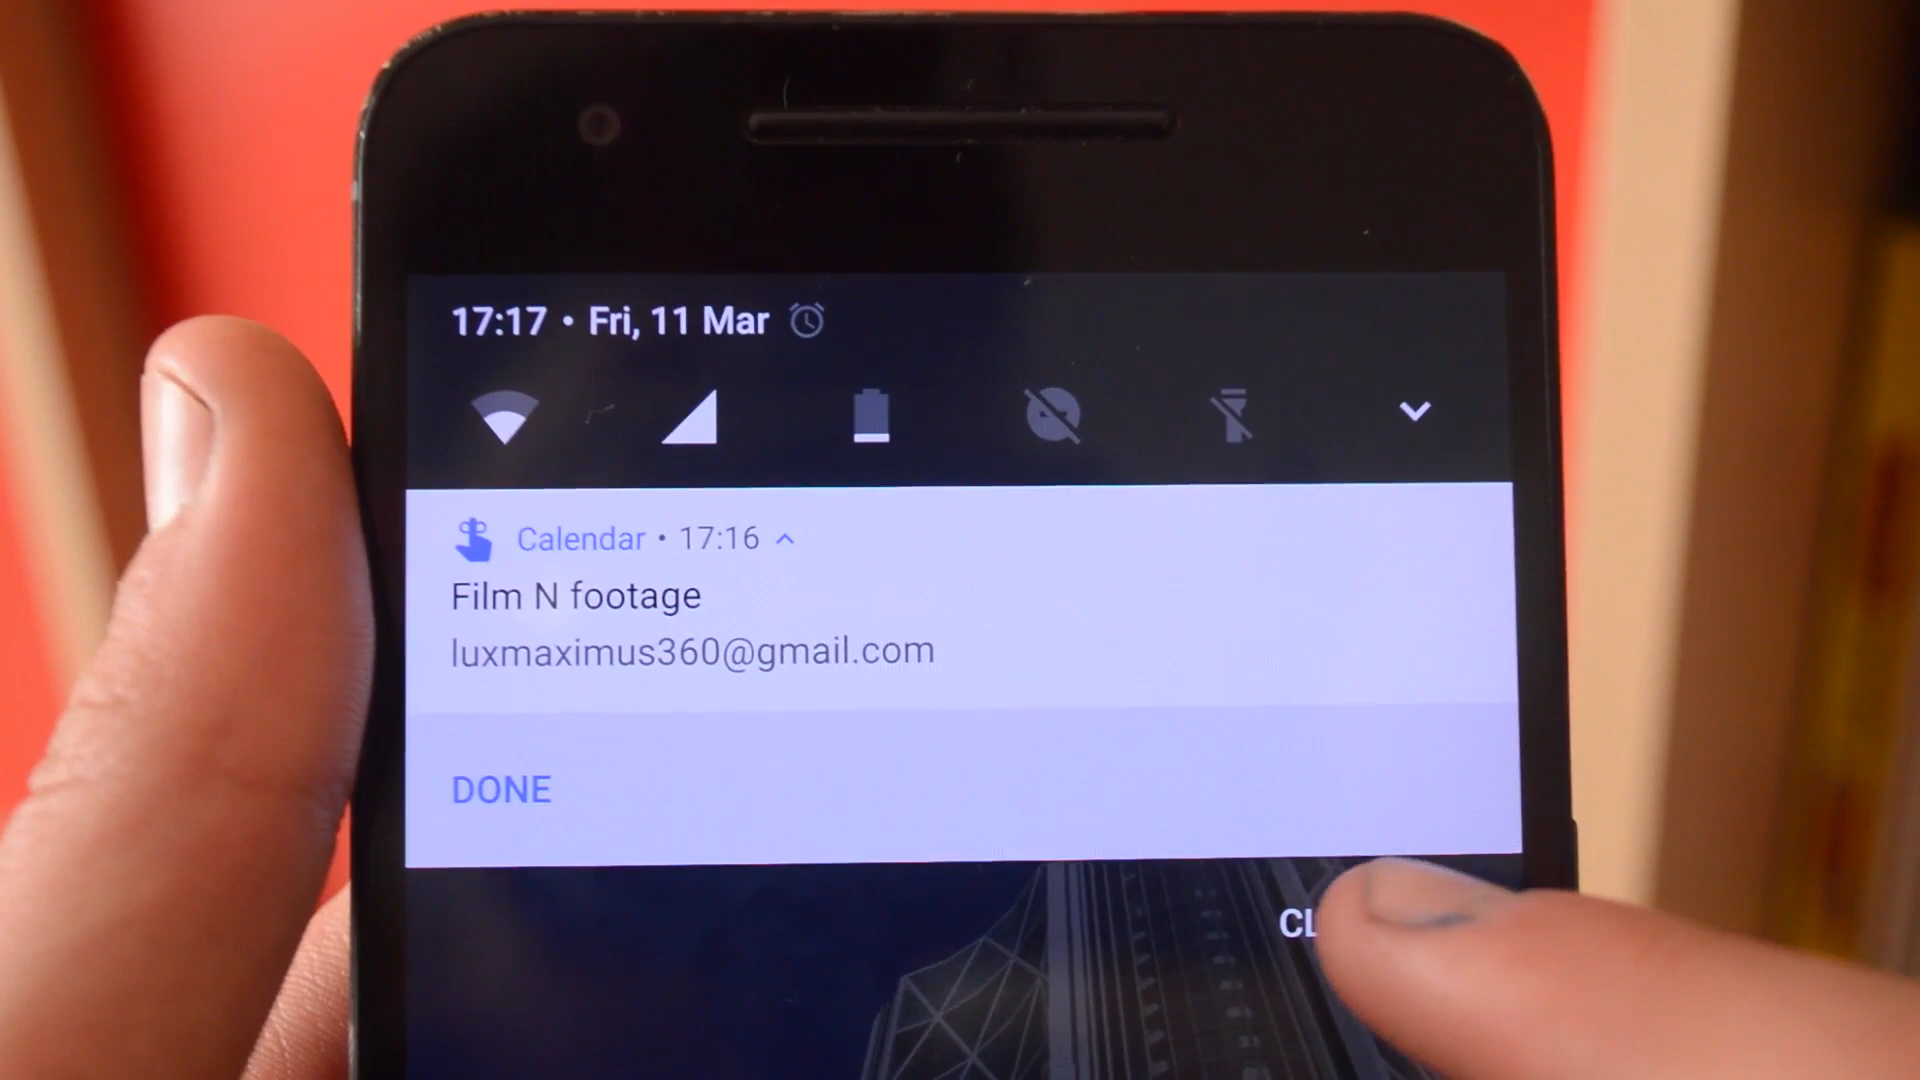 17:17 • Fri, 11 Mar
Calendar • 17:16
Film N footage
luxmaximus360@gmail.com
DONE
CL